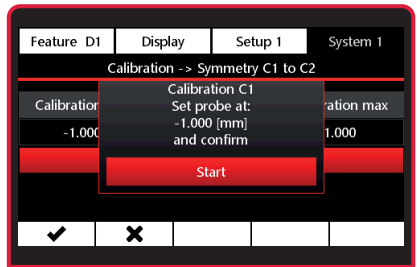 Feature D1 Display Setup 1 System 1
Calibration -> Symmetry C1 to C2
Calibration C1
Calibration ration max
Set probe at:
-1.000 [mm]
-1.000 1.000
and confirm
Start